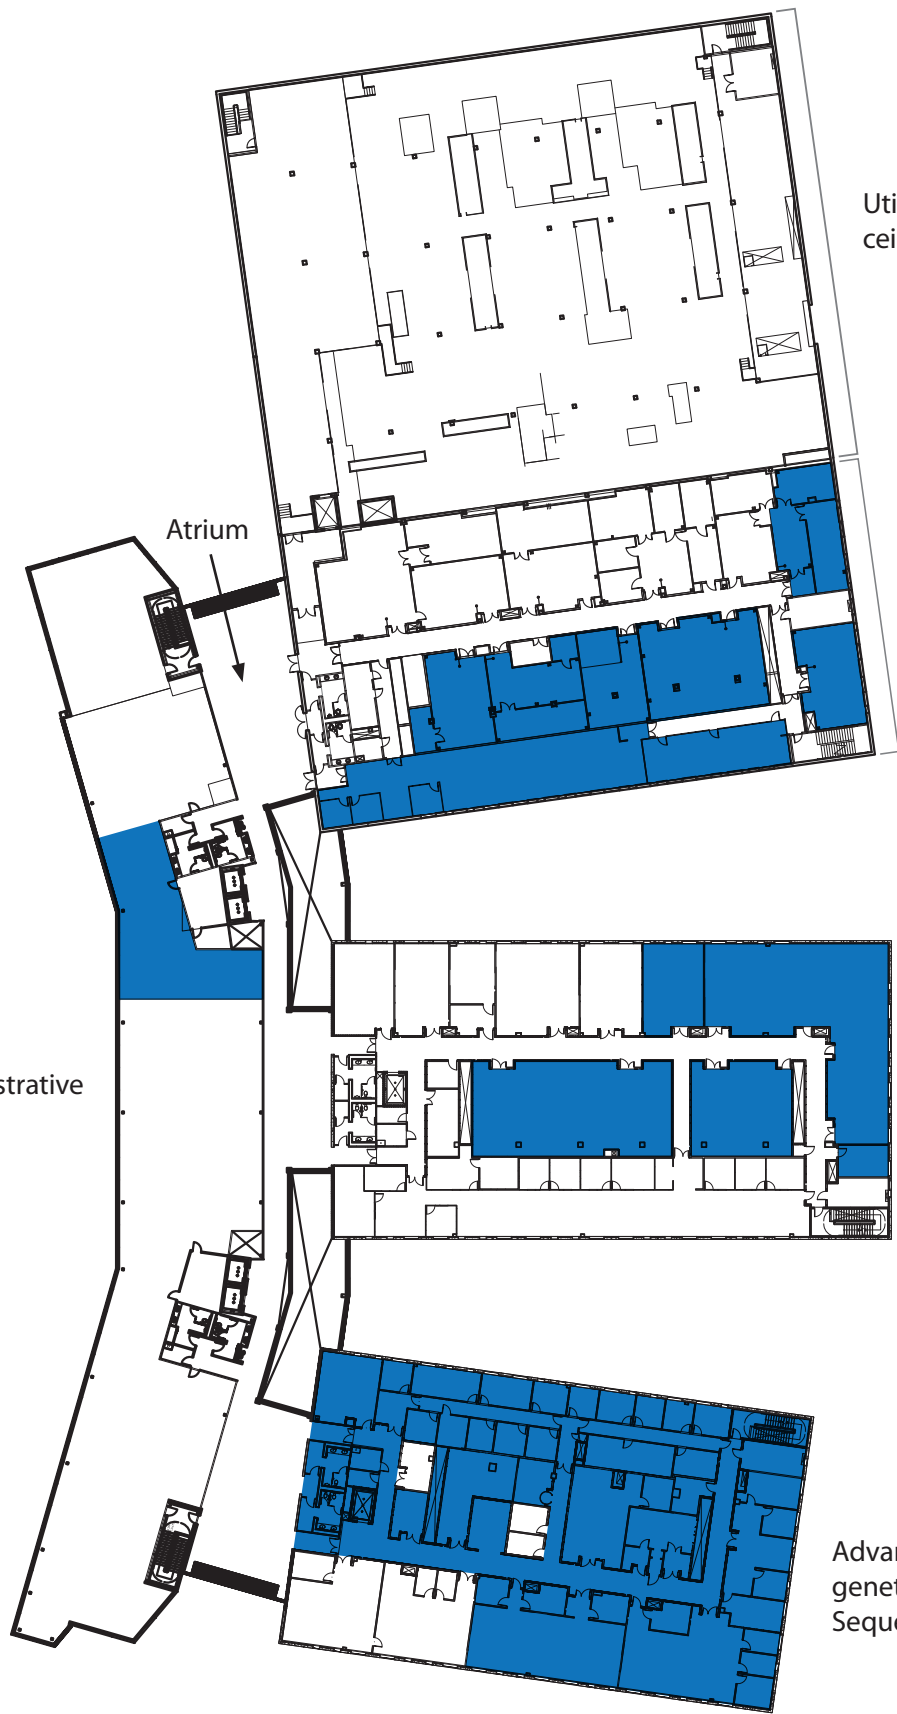 Uti
cei
Atrium
strative
Advar
genet
Seque